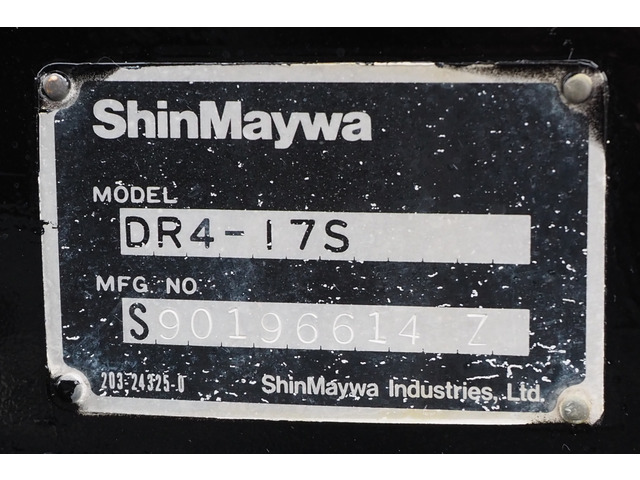 ShinMaywa
MODEL
DR4-17S
MFG NO
S90196614 Z
203-24325-0
ShinMaywa Industries, Ltd.